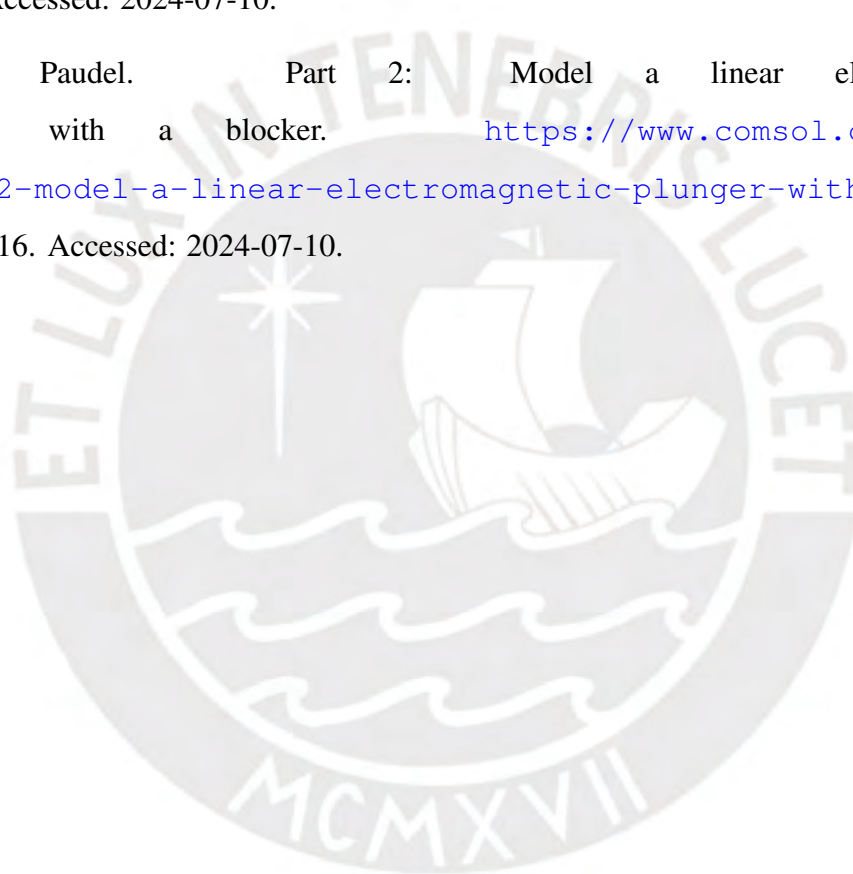 Accessed: 2024-07-10.
Paudel. Part 2: Model a linear el
with a blocker. https://www.comsol.c
2-model-a-linear-electromagnetic-plunger-with
16. Accessed: 2024-07-10.
ET LUX IN TENEBRIS LUCET
MCMXVII